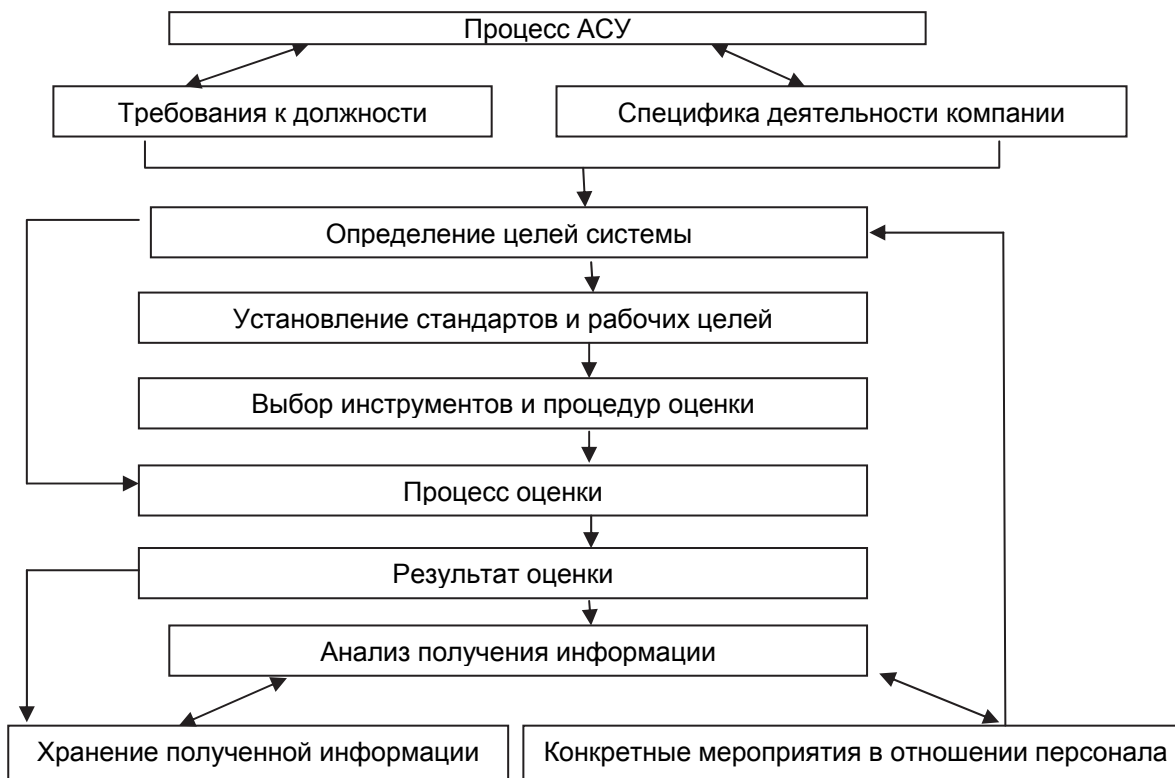 Процесс АСУ
Требования к должности
Специфика деятельности компании
Определение целей системы
Установление стандартов и рабочих целей
Выбор инструментов и процедур оценки
Процесс оценки
Результат оценки
Анализ получения информации
Хранение полученной информации
Конкретные мероприятия в отношении персонала